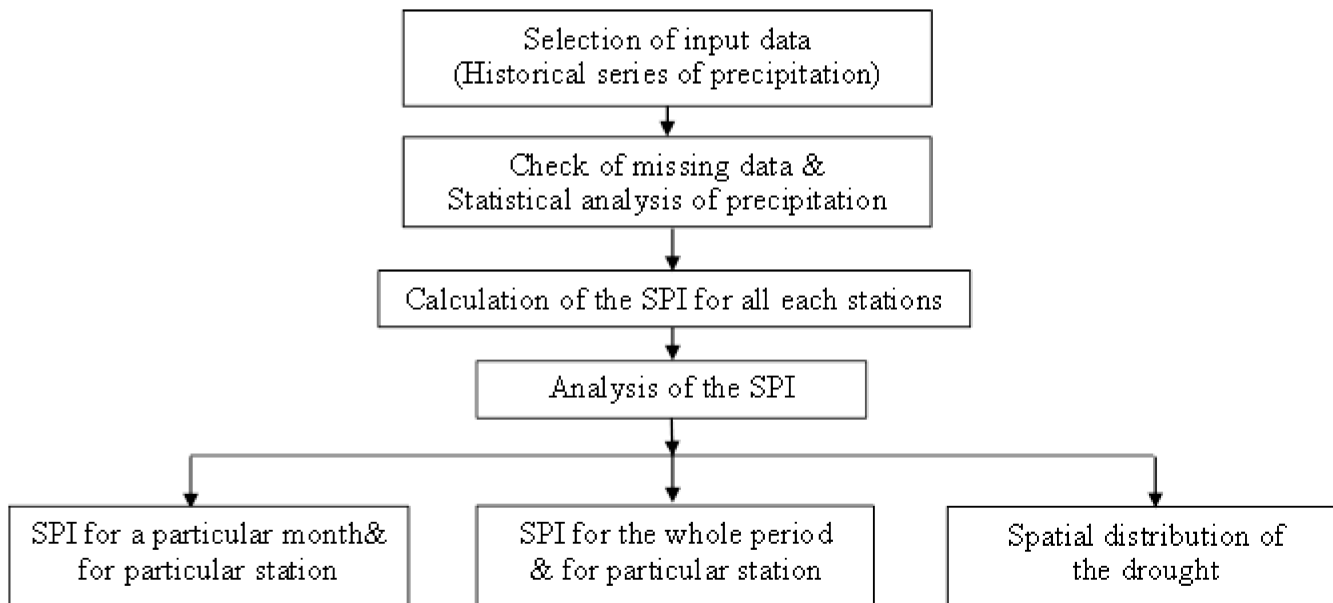 Selection of input data
(Historical series of precipitation)
Check of missing data &
Statistical analysis of precipitation
Calculation of the SPI for all each stations
Analysis of the SPI
SPI for a particular month&
for particular station
SPI for the whole period
& for particular station
Spatial distribution of
the drought